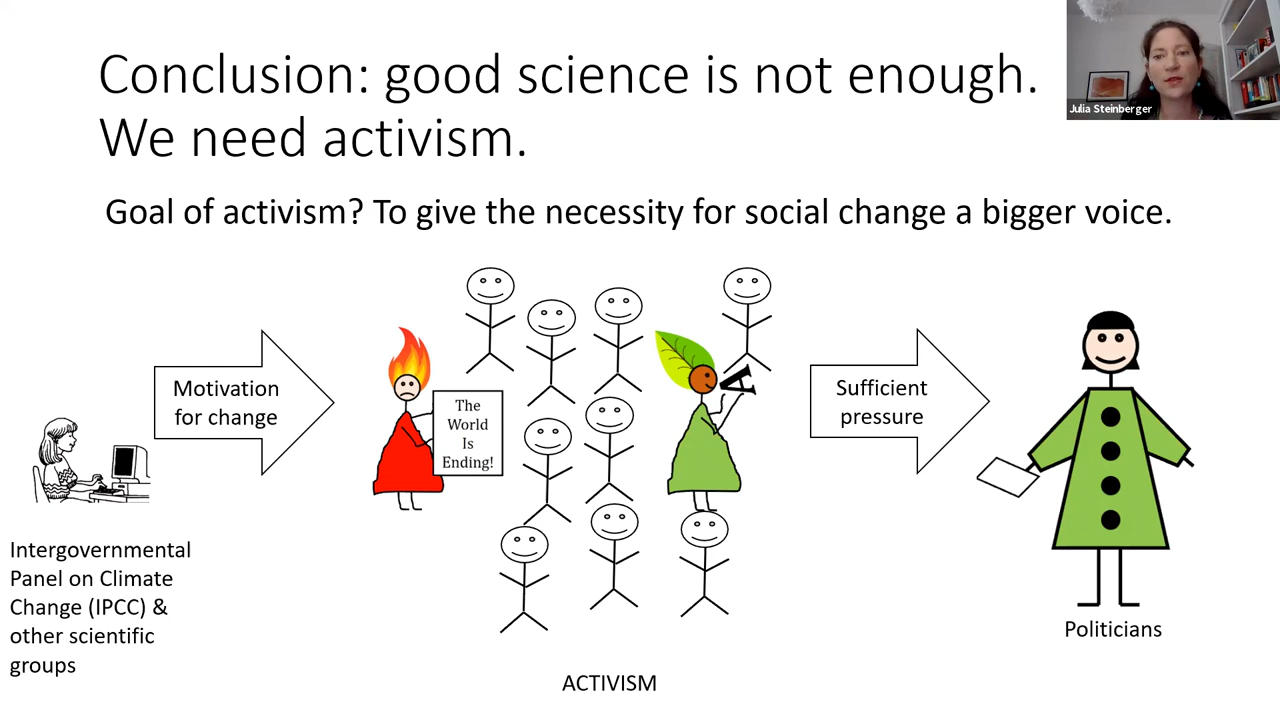 Conclusion: good science is not enough.
We need activism.
Julia Steinberger
Goal of activism? To give the necessity for social change a bigger voice.
Motivation
for change
The
World
Is
Ending!
A
Sufficient
pressure
Intergovernmental
Panel on Climate
Change (IPCC) &
other scientific
groups
Politicians
ACTIVISM